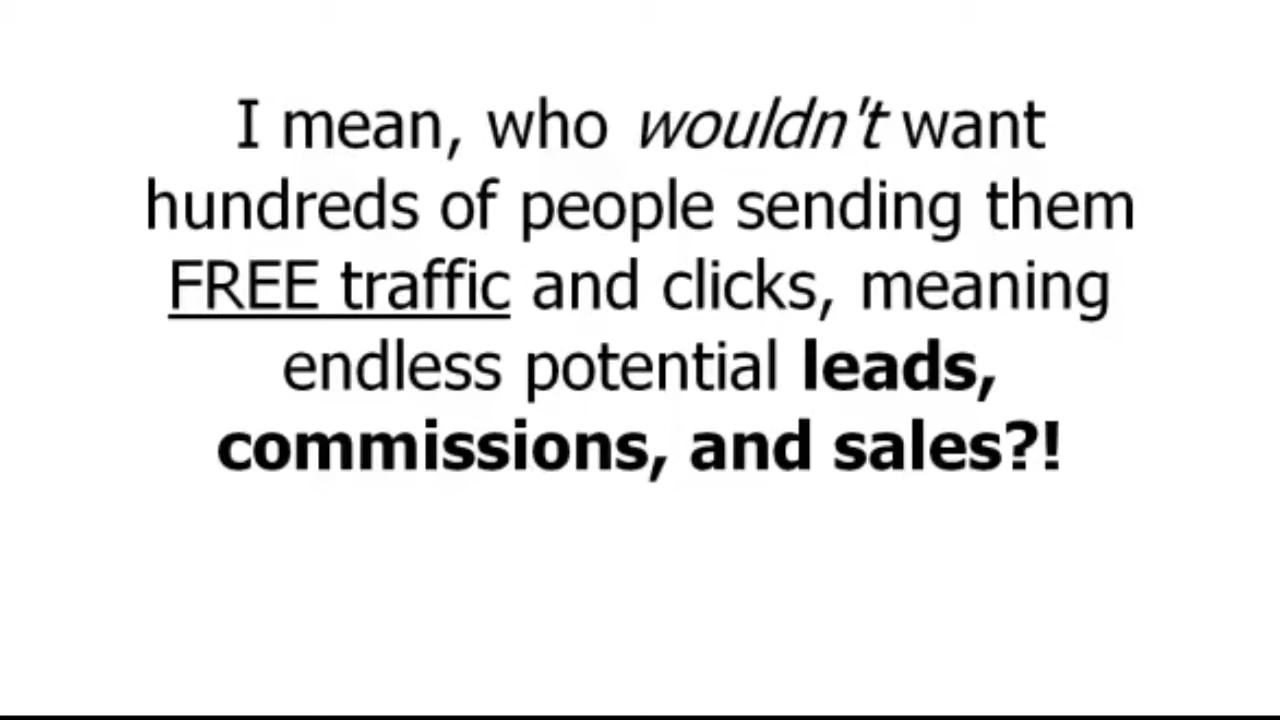 I mean, who wouldn't want
hundreds of people sending them
FREE traffic and clicks, meaning
endless potential leads,
commissions, and sales?!